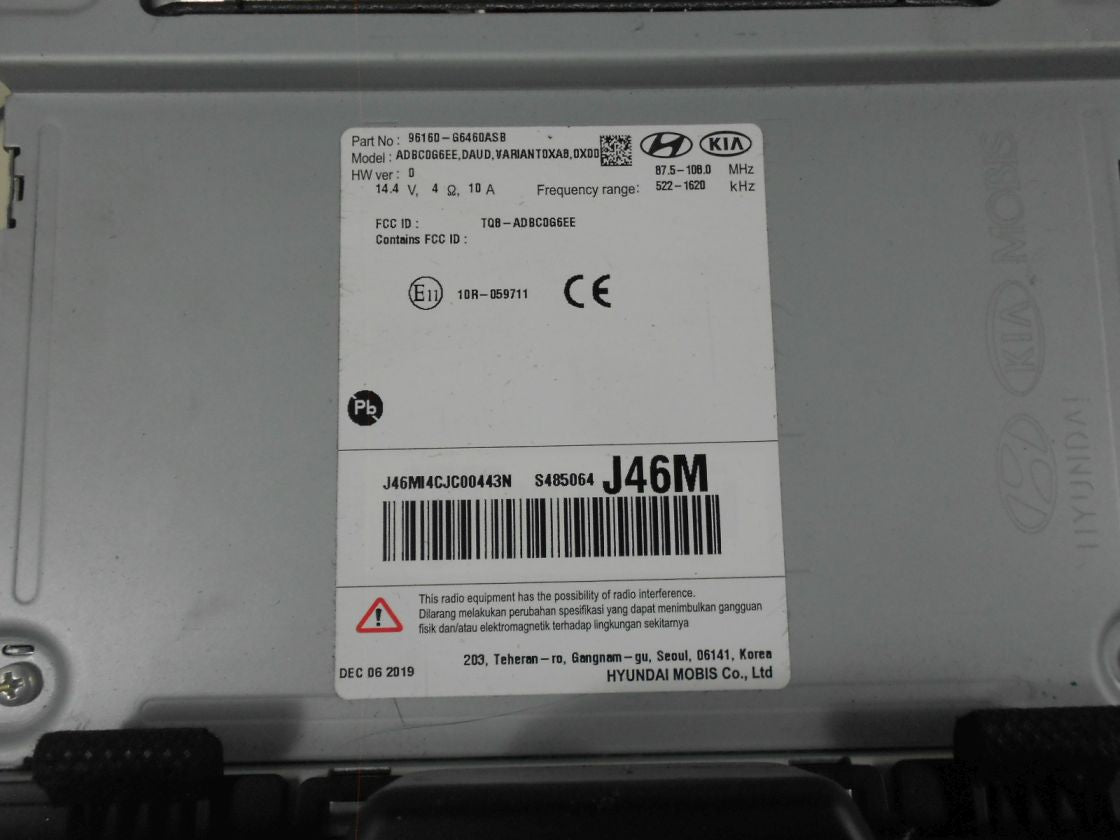 Part No : 96160-G6460ASB
Model : ADBC0G6EE,DAUD,VARIANT0XA8,0X00
HYUNDAI KIA MOBIS
KIA
HW ver : 0
87.5-108.0 MHz
14.4 V, 4 Ω, 10 A Frequency range: 522-1620 kHz
FCC ID : TQ8-ADBC0G6EE
Contains FCC ID :
E11 10R-059711 CE
Pb
J46MI4CJC00443N S485064 J46M
This radio equipment has the possibility of radio interference.
Dilarang melakukan perubahan spesifikasi yang dapat menimbulkan gangguan
fisik dan/atau elektromagnetik terhadap lingkungan sekitarnya
203, Teheran-ro, Gangnam-gu, Seoul, 06141, Korea
DEC 06 2019 HYUNDAI MOBIS Co., Ltd